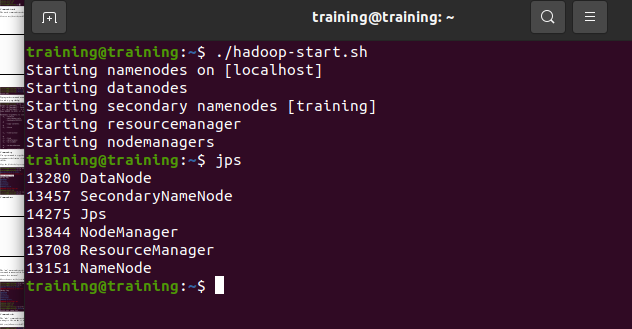 training@training: ~
training@training:~$ ./hadoop-start.sh
Starting namenodes on [localhost]
Starting datanodes
Starting secondary namenodes [training]
Starting resourcemanager
Starting nodemanagers
training@training:~$ jps
13280 DataNode
13457 SecondaryNameNode
14275 Jps
13844 NodeManager
13708 ResourceManager
13151 NameNode
training@training:~$